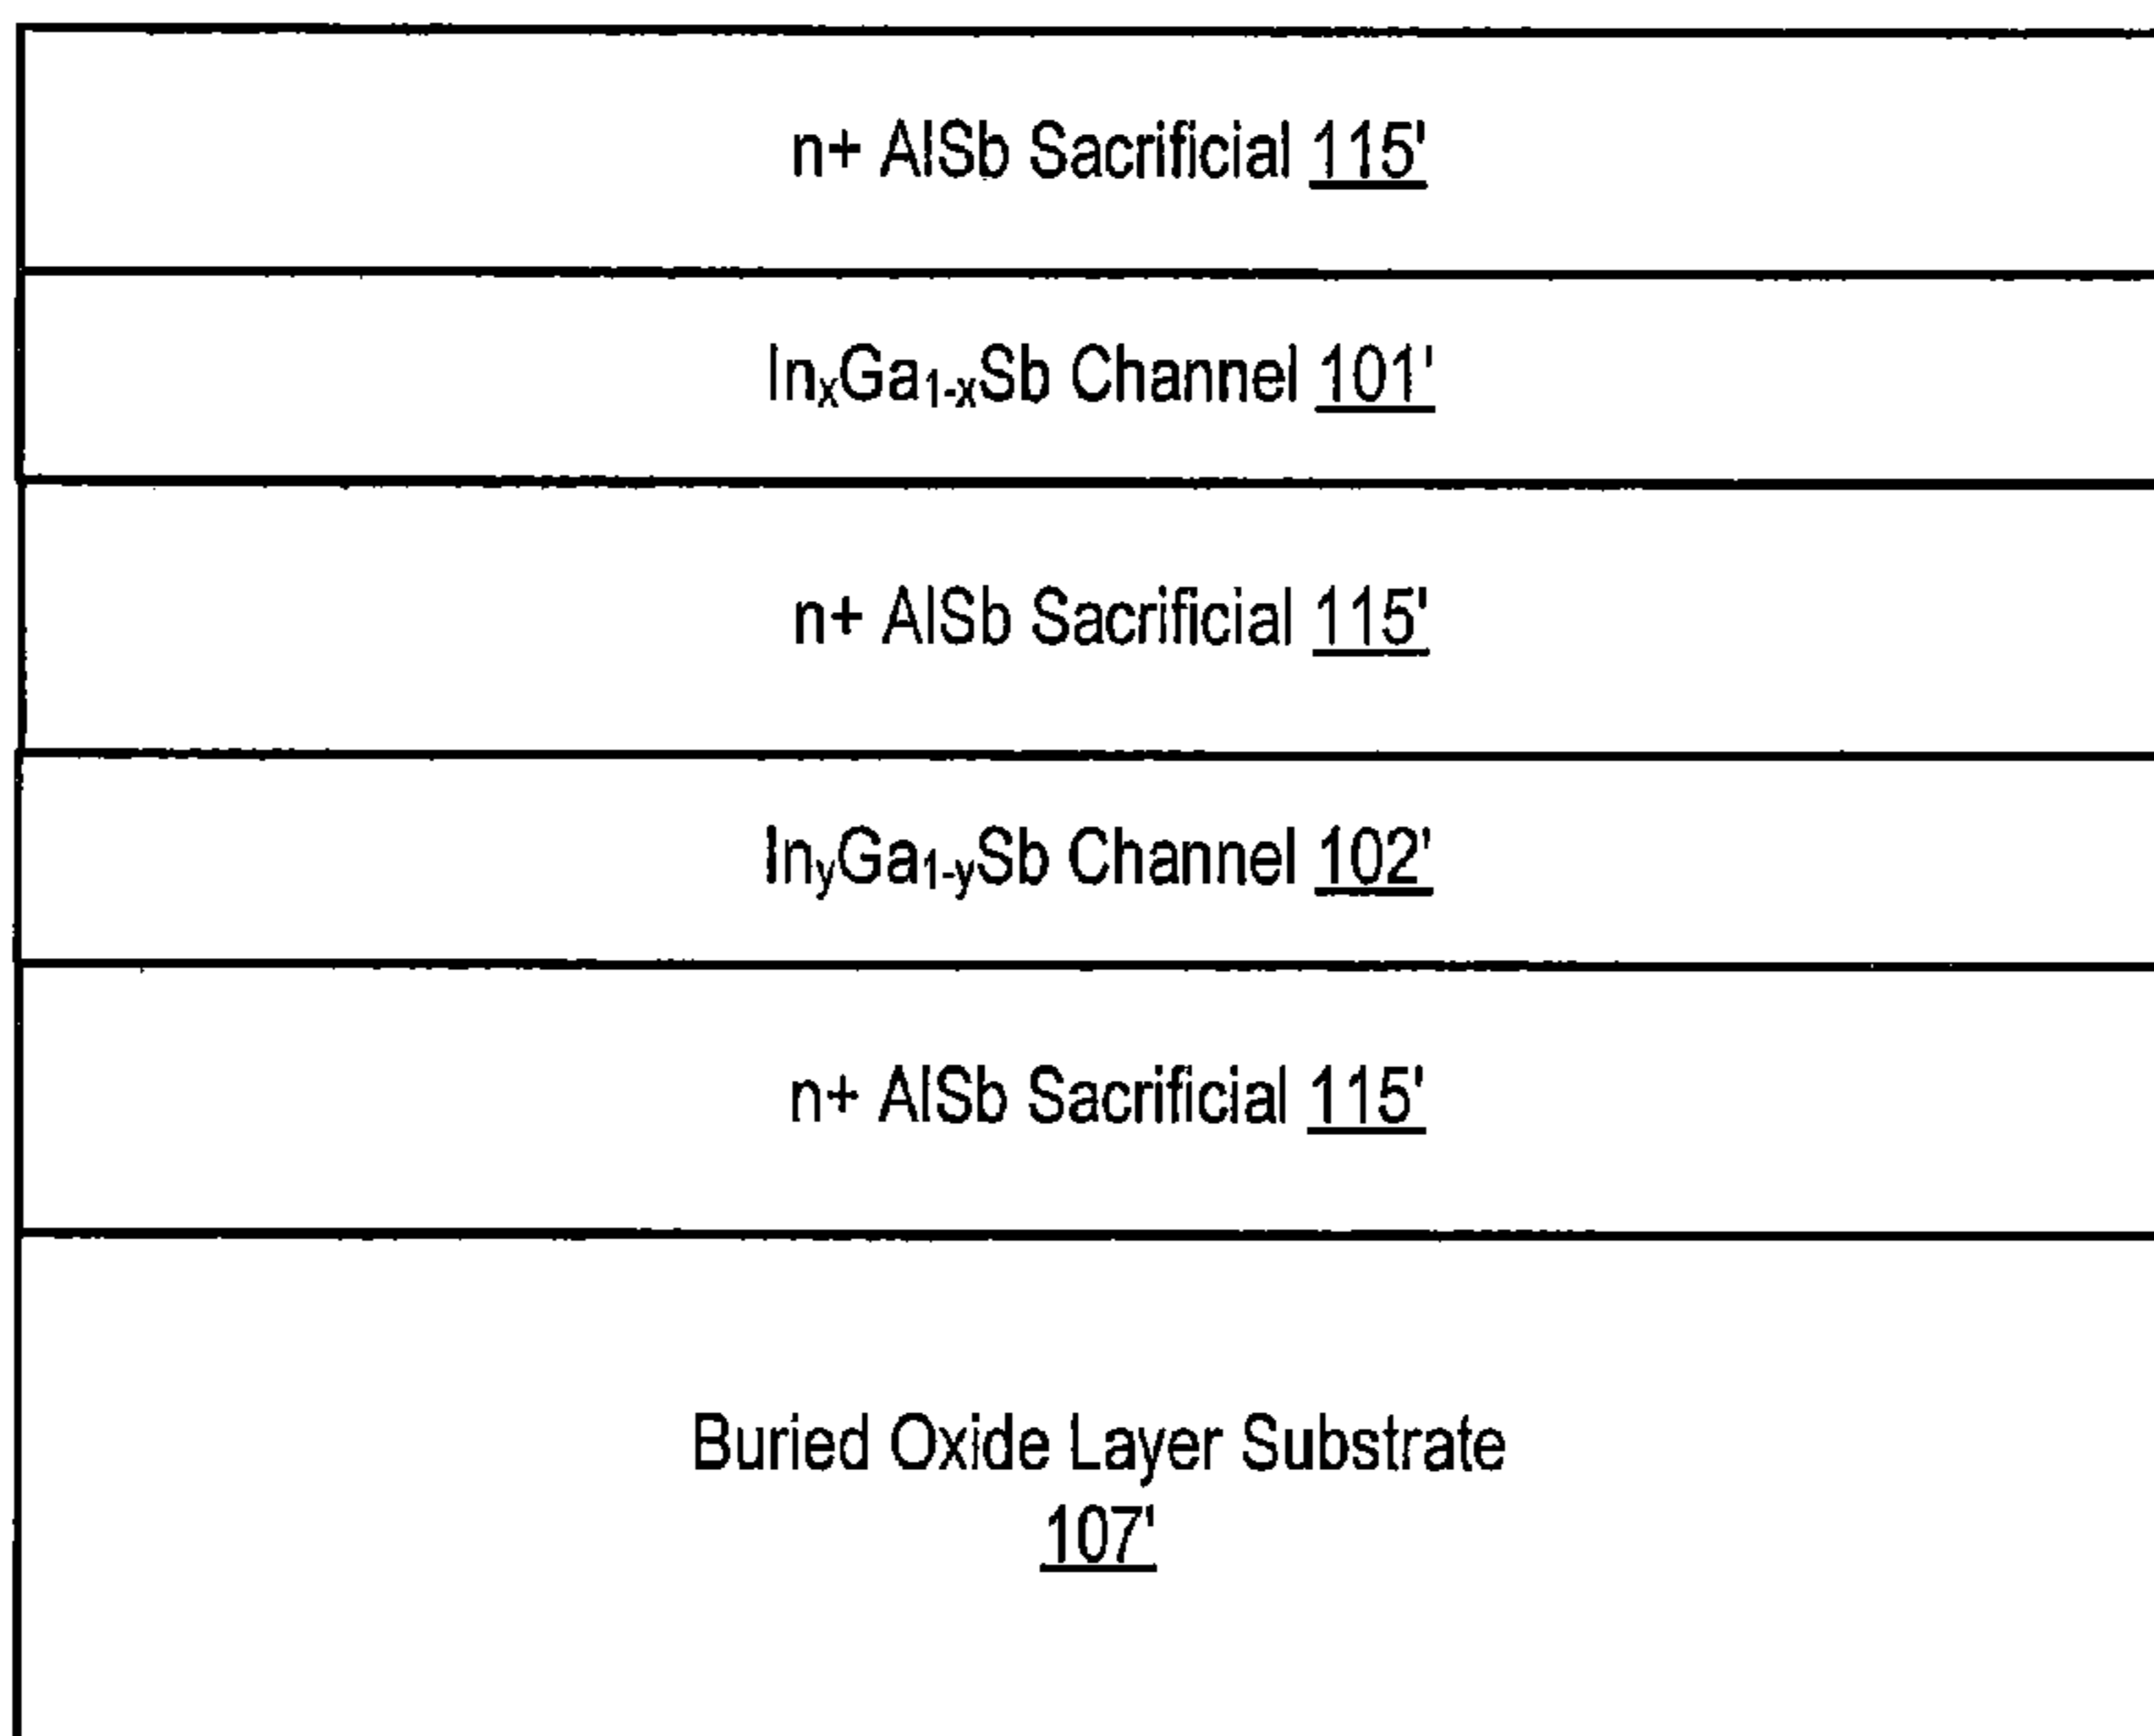 n+ AlSb Sacrificial 115'
InₓGa₁₋ₓSb Channel 101'
n+ AlSb Sacrificial 115'
InyGa1-ySb Channel 102'
n+ AlSb Sacrificial 115'
Buried Oxide Layer Substrate
107'